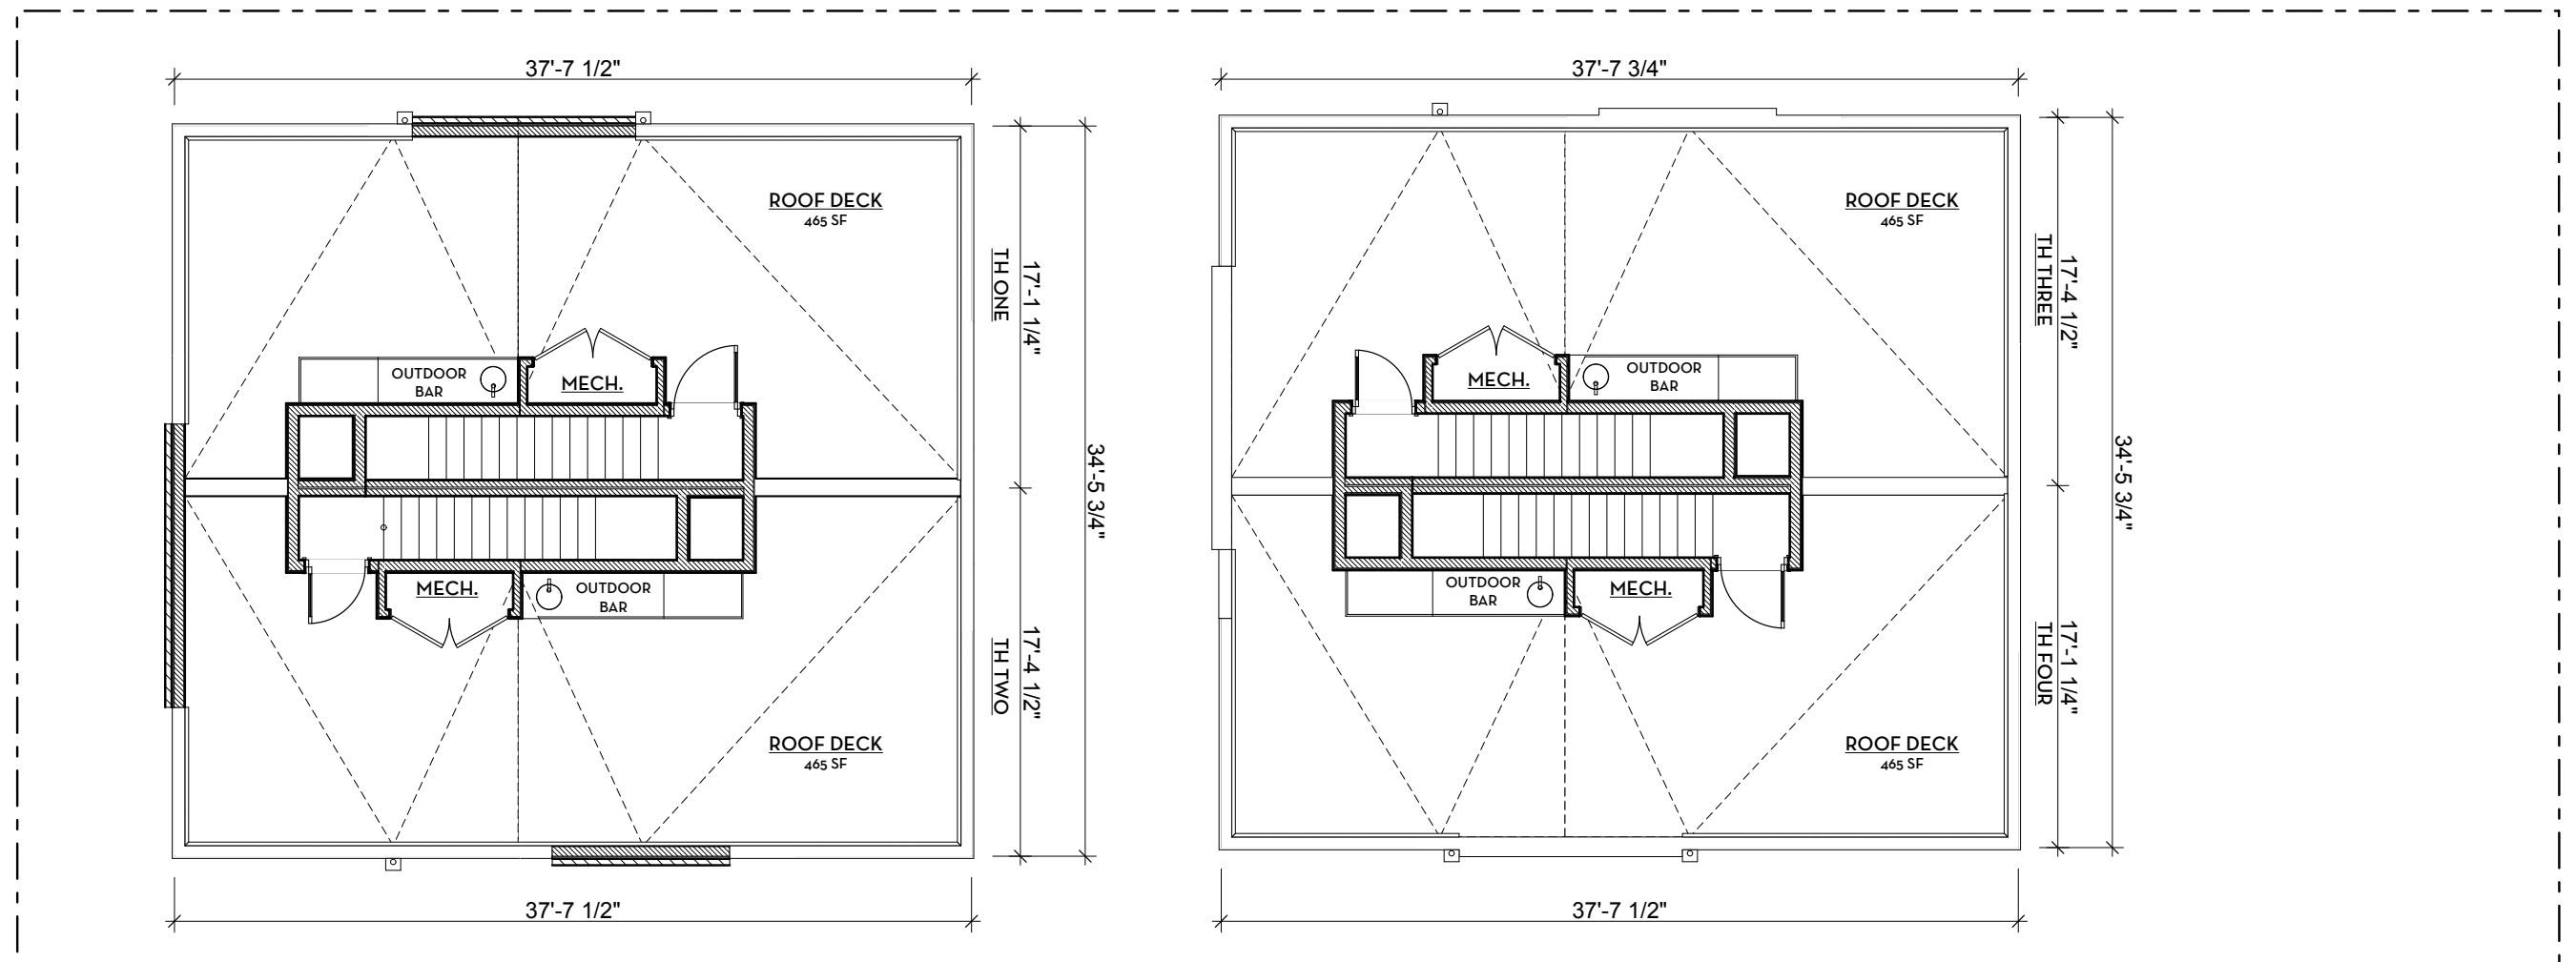 37'-7 1/2"
37'-7 3/4"
ROOF DECK
465 SF
TH ONE
17'-1 1/4"
OUTDOOR
BAR
MECH.
34'-5 3/4"
MECH.
OUTDOOR
BAR
TH TWO
17'-4 1/2"
ROOF DECK
465 SF
37'-7 1/2"
ROOF DECK
465 SF
TH THREE
17'-4 1/2"
MECH.
OUTDOOR
BAR
34'-5 3/4"
OUTDOOR
BAR
MECH.
TH FOUR
17'-1 1/4"
ROOF DECK
465 SF
37'-7 1/2"